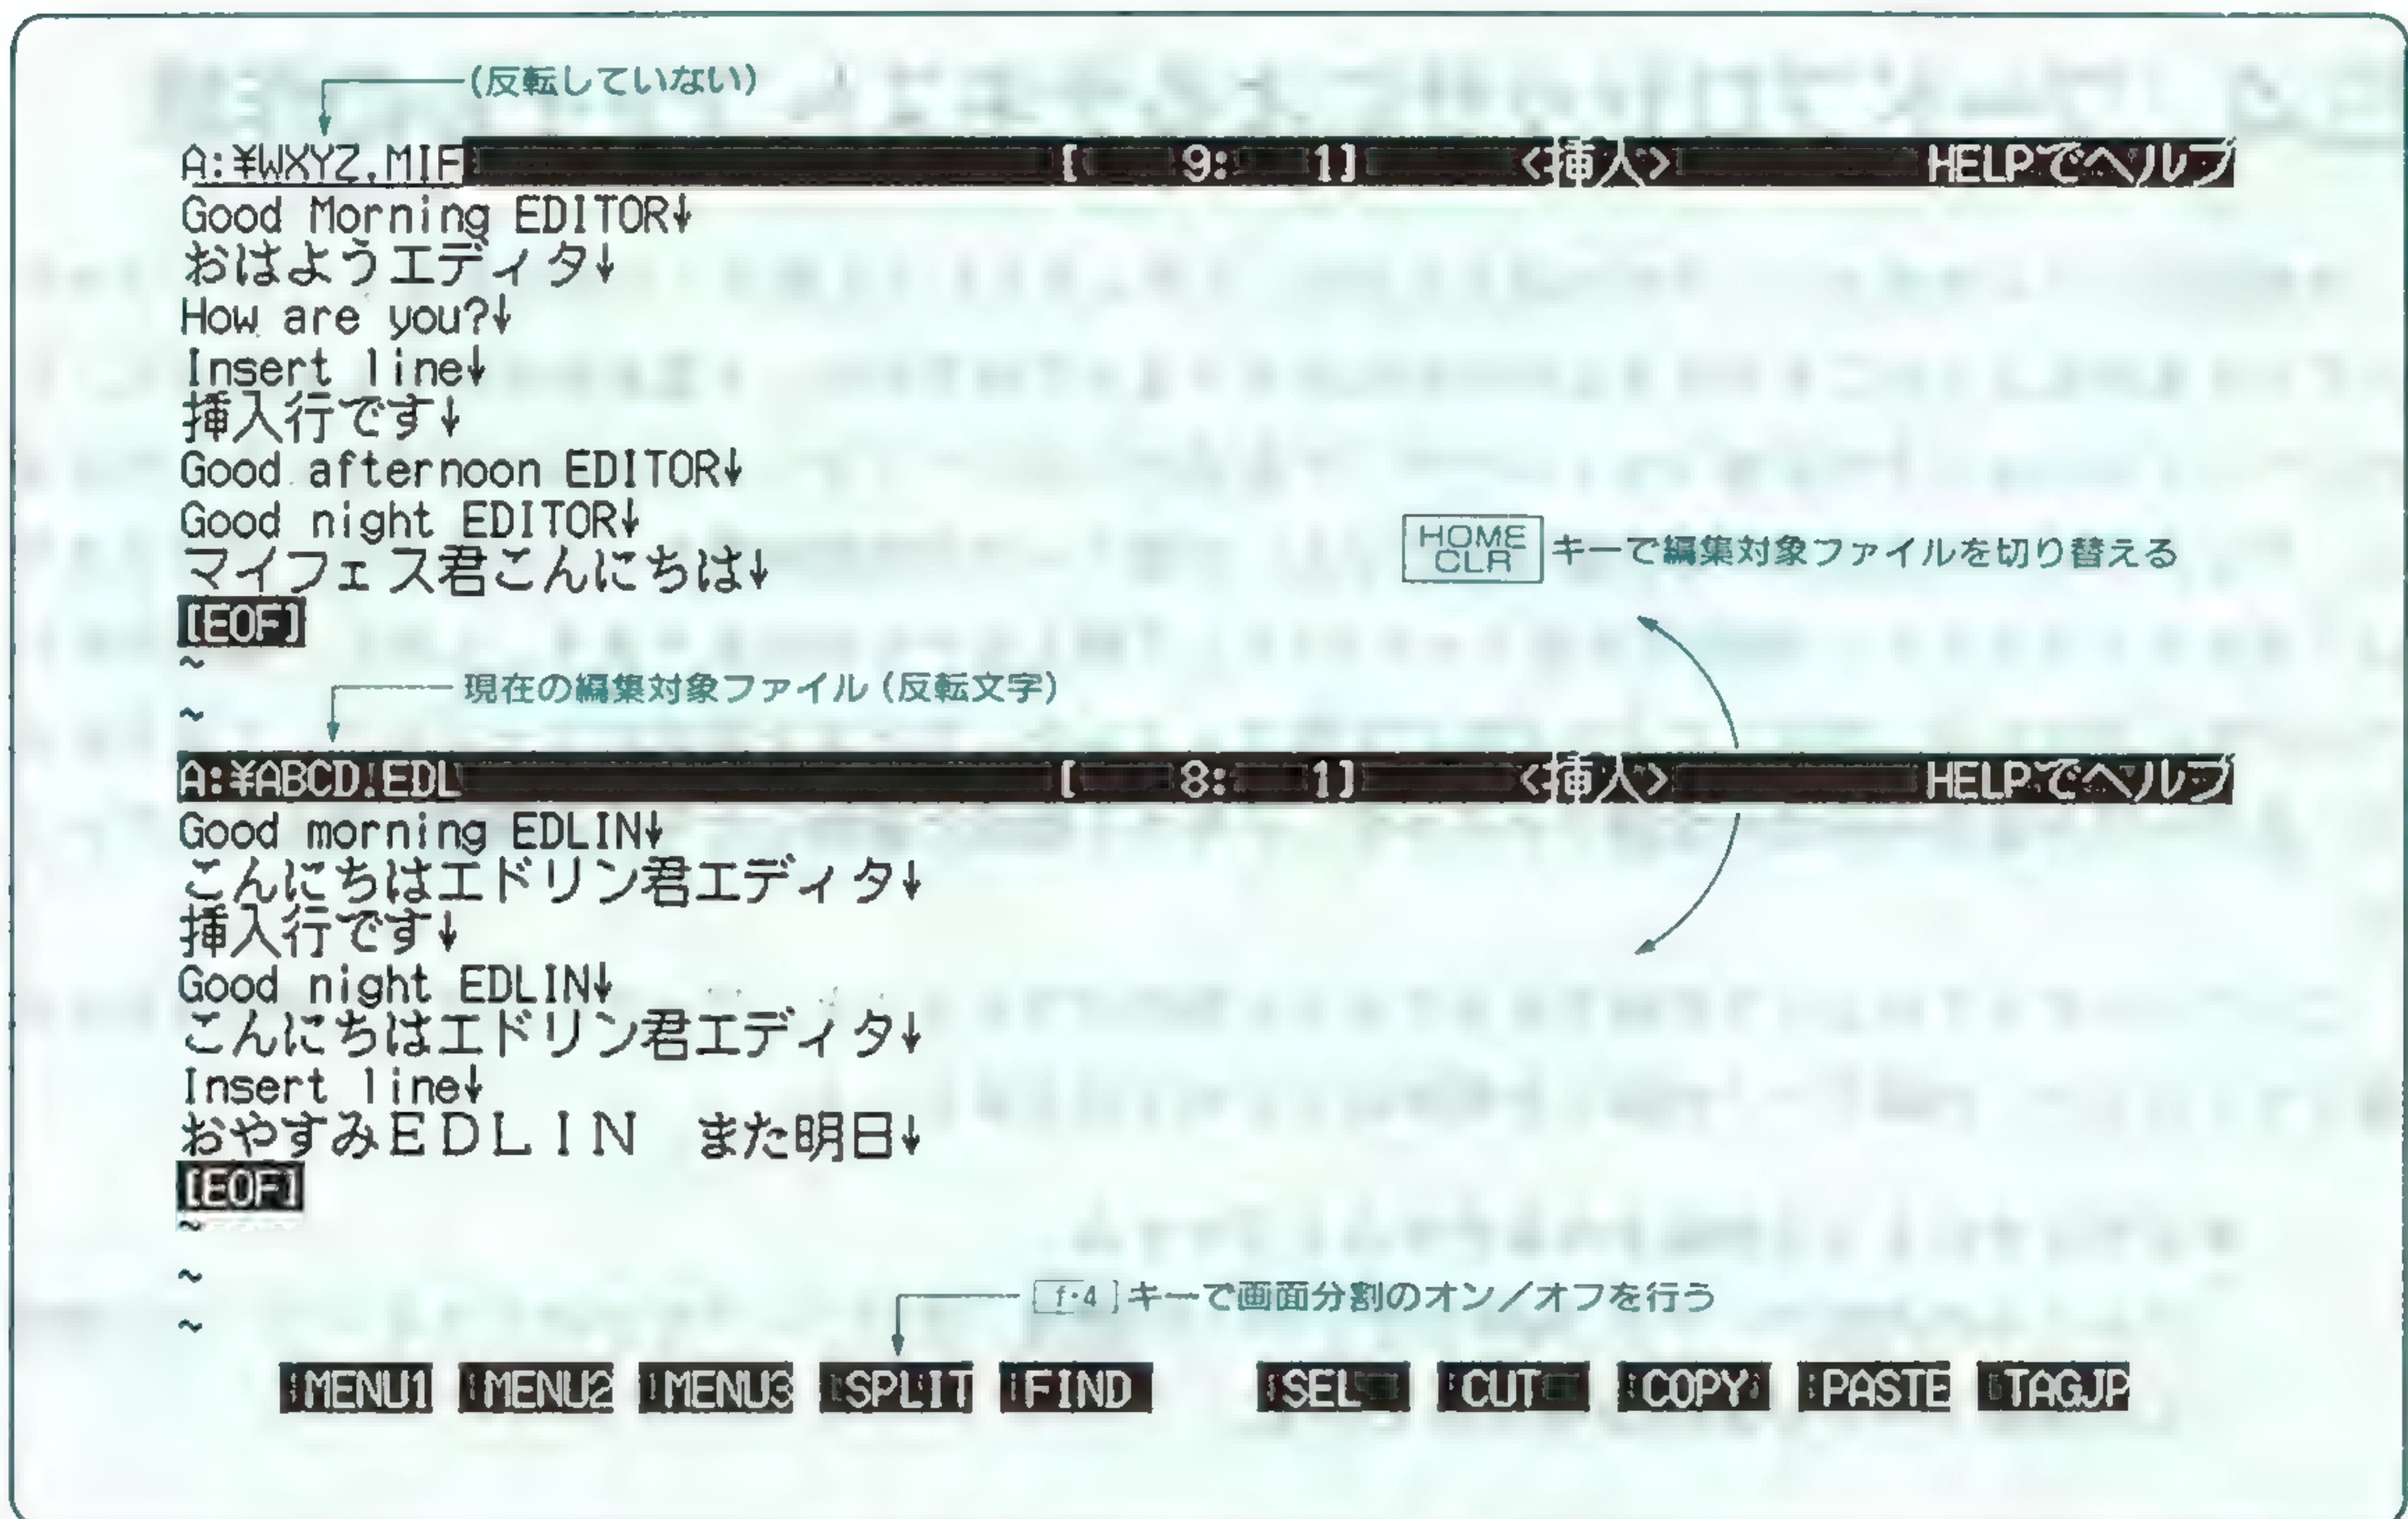 (反転していない)
A:¥WXYZ.MIF [ 9: 1] <挿入> HELPでヘルプ
Good Morning EDITOR↓
おはようエディタ↓
How are you?↓
Insert line↓
挿入行です↓
Good afternoon EDITOR↓
Good night EDITOR↓
HOME CLR キーで編集対象ファイルを切り替える
マイフェス君こんにちは↓
[EOF]
~
現在の編集対象ファイル(反転文字)
~
A:¥ABCD.EDL [ 8: 1] <挿入> HELPでヘルプ
Good morning EDLIN↓
こんにちはエドリン君エディタ↓
挿入行です↓
Good night EDLIN↓
こんにちはエドリン君エディタ↓
Insert line↓
おやすみEDLIN また明日↓
[EOF]
~
~
f・4 キーで画面分割のオン/オフを行う
~
MENU1 MENU2 MENU3 SPLIT FIND SEL CUT COPY PASTE TAGJP